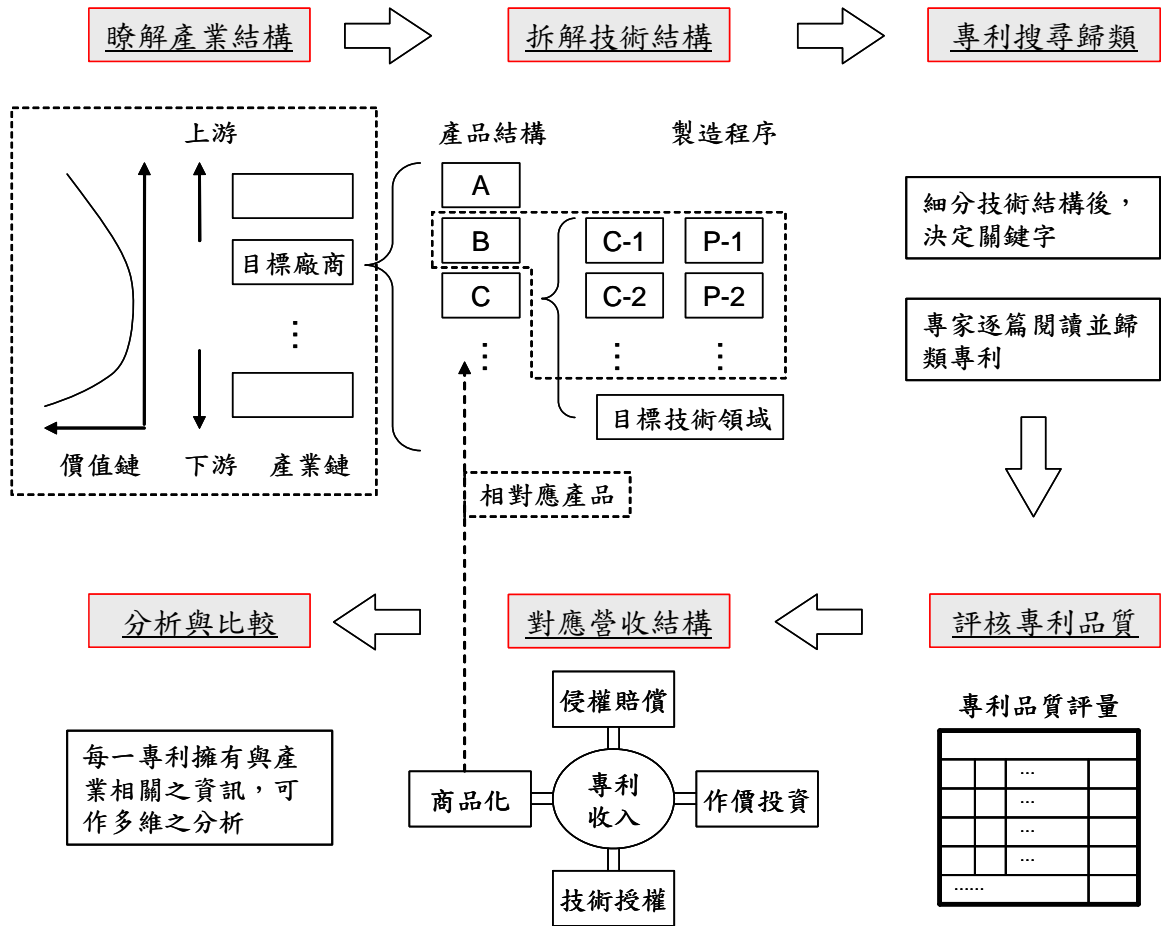 瞭解產業結構
拆解技術結構
專利搜尋歸類
上游
目標廠商
⋮
價值鏈
下游
產業鏈
產品結構
製造程序
A
B
C-1
P-1
C
C-2
P-2
⋮
⋮
⋮
目標技術領域
相對應產品
細分技術結構後，
決定關鍵字
專家逐篇閱讀並歸
類專利
分析與比較
對應營收結構
評核專利品質
每一專利擁有與產
業相關之資訊，可
作多維之分析
侵權賠償
商品化
專利
收入
作價投資
技術授權
專利品質評量
...
...
...
...
......